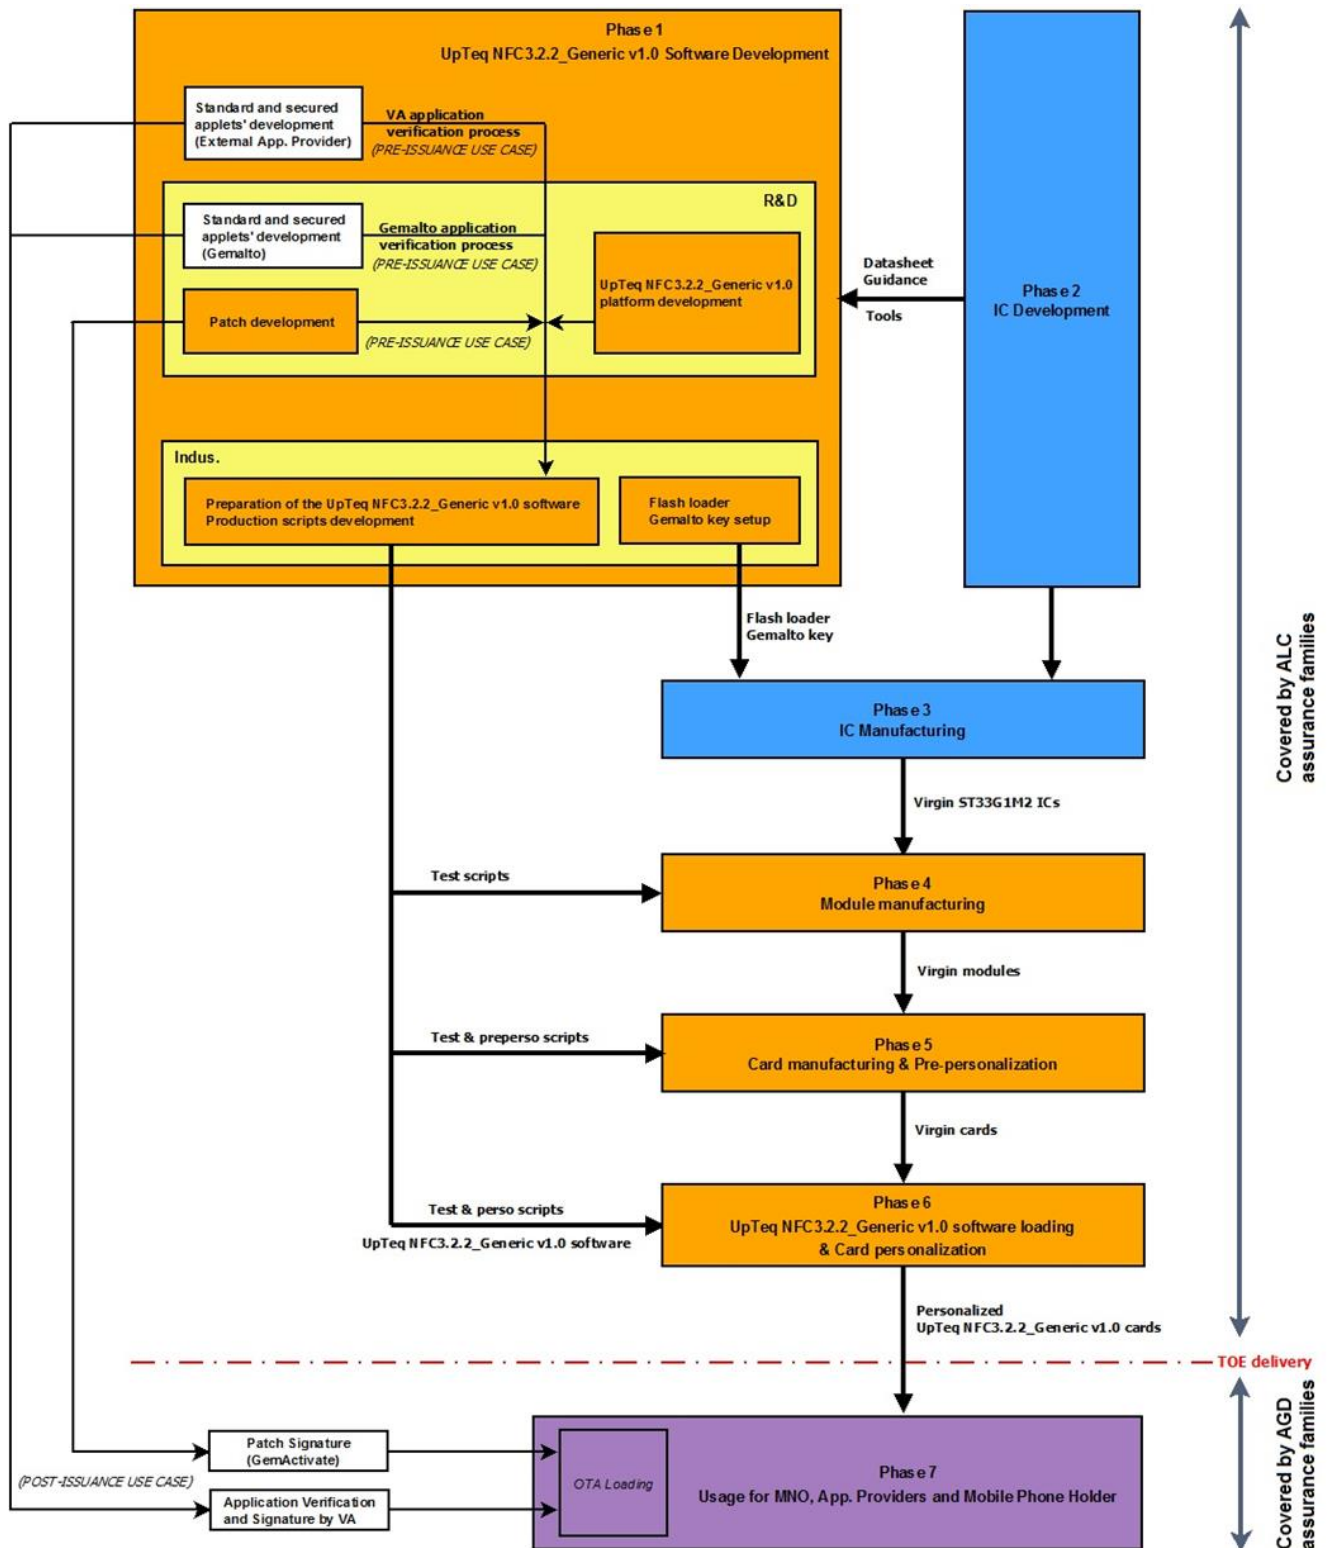 Phase 1
UpTeq NFC3.2.2_Generic v1.0 Software Development
Standard and secured
applets' development
(External App. Provider)
VA application
verification process
(PRE-ISSUANCE USE CASE)
R&D
Standard and secured
applets' development
(Gemalto)
Gemalto application
verification process
(PRE-ISSUANCE USE CASE)
UpTeq NFC3.2.2_Generic v1.0
platform development
Patch development
(PRE-ISSUANCE USE CASE)
Datasheet
Guidance
Tools
Phase 2
IC Development
Indus.
Preparation of the UpTeq NFC3.2.2_Generic v1.0 software
Production scripts development
Flash loader
Gemalto key setup
Flash loader
Gemalto key
Phase 3
IC Manufacturing
Virgin ST33G1M2 ICs
Test scripts
Phase 4
Module manufacturing
Virgin modules
Test & preperso scripts
Phase 5
Card manufacturing & Pre-personalization
Virgin cards
Test & perso scripts
UpTeq NFC3.2.2_Generic v1.0 software
Phase 6
UpTeq NFC3.2.2_Generic v1.0 software loading
& Card personalization
Personalized
UpTeq NFC3.2.2_Generic v1.0 cards
Covered by ALC
assurance families
TOE delivery
Patch Signature
(GemActivate)
(POST-ISSUANCE USE CASE)
Application Verification
and Signature by VA
OTA Loading
Phase 7
Usage for MNO, App. Providers and Mobile Phone Holder
Covered by AGD
assurance families